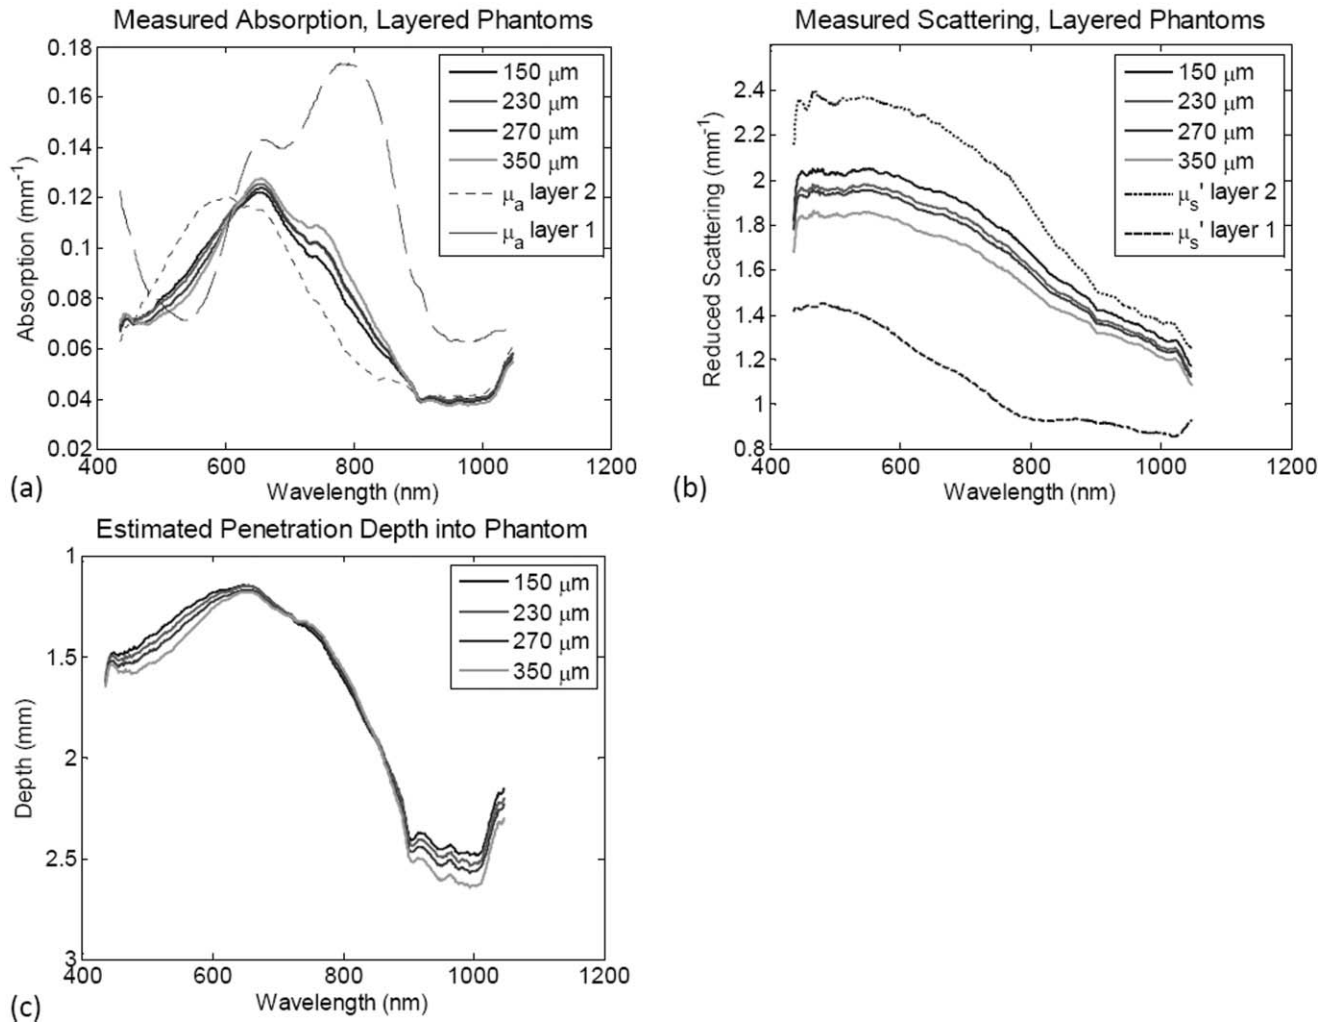 Measured Absorption, Layered Phantoms
0.18
0.16
0.14
0.12
0.1
0.08
0.06
0.04
0.02
Absorption (mm⁻¹)
150 μm
230 μm
270 μm
350 μm
μₐ layer 2
μₐ layer 1
400 600 800 1000 1200
Wavelength (nm)
(a)
Measured Scattering, Layered Phantoms
2.4
2.2
2
1.8
1.6
1.4
1.2
1
0.8
Reduced Scattering (mm⁻¹)
150 μm
230 μm
270 μm
350 μm
μₛ' layer 2
μₛ' layer 1
400 600 800 1000 1200
Wavelength (nm)
(b)
Estimated Penetration Depth into Phantom
1
1.5
2
2.5
3
Depth (mm)
150 μm
230 μm
270 μm
350 μm
400 600 800 1000 1200
Wavelength (nm)
(c)